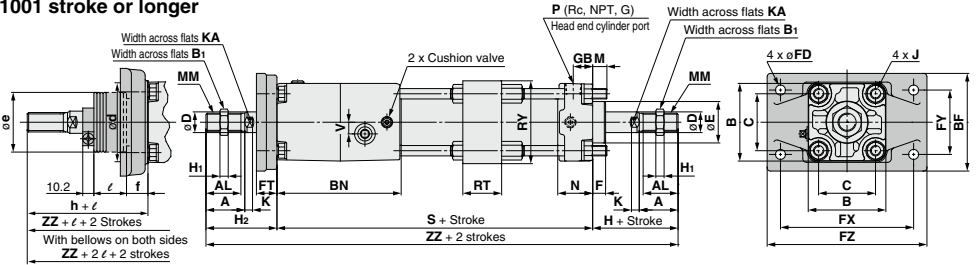 1001 stroke or longer
P (Rc, NPT, G)
Head end cylinder port
Width across flats KA
Width across flats B1
Width across flats KA
Width across flats B1
2 x Cushion valve
MM
GB M
MM
4 x øFD
4 x J
øe
ød
øD
V
RY
øD
øE
B
C
FY
BF
H1
H1
10.2
ℓ
f
AL
FT
BN
RT
N
F
AL
C
h + ℓ
A
K
K
A
B
ZZ + ℓ + 2 Strokes
H2
S + Stroke
H + Stroke
FX
With bellows on both sides
ZZ + 2 strokes
FZ
ZZ + 2 ℓ + 2 strokes